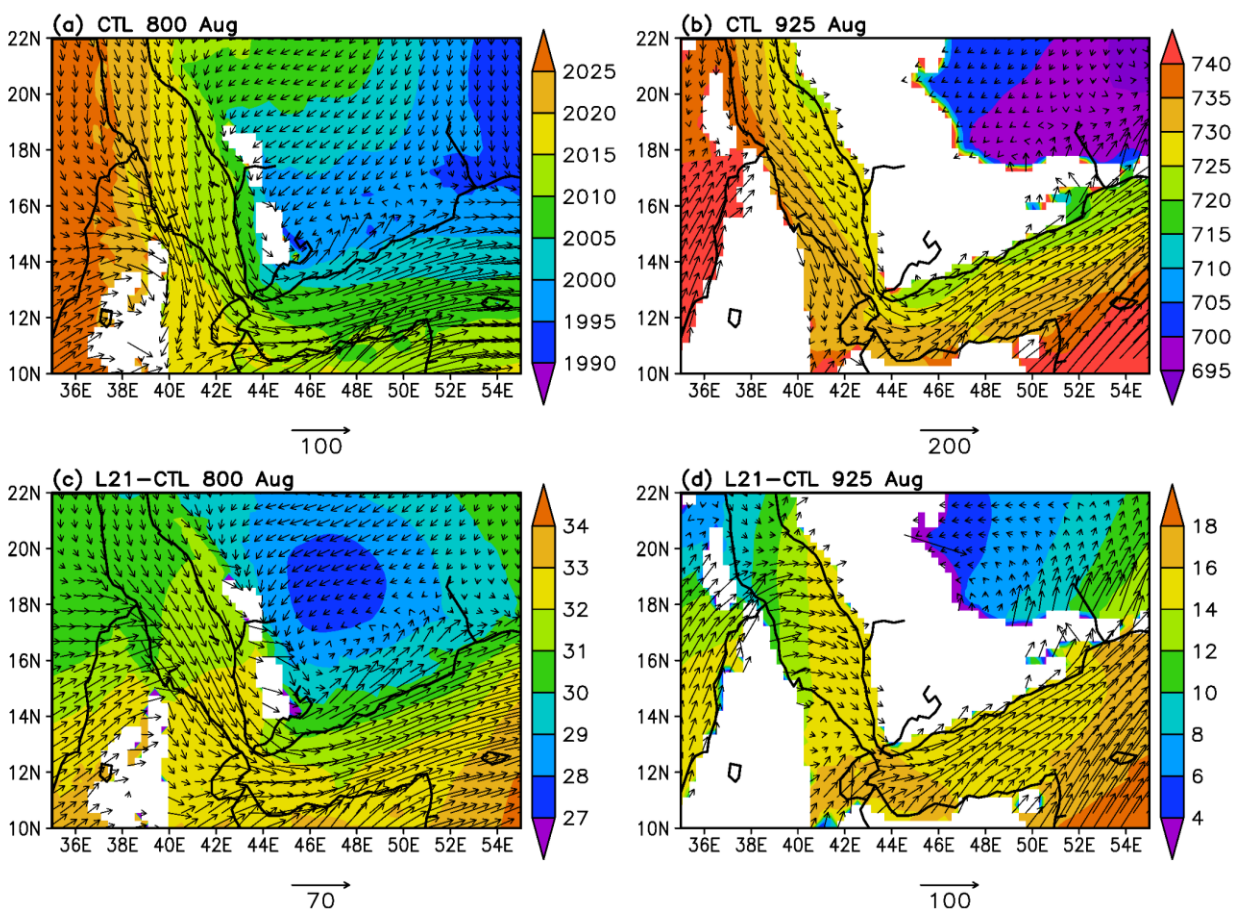 (a) CTL 800 Aug
22N
20N
18N
16N
14N
12N
10N
36E 38E 40E 42E 44E 46E 48E 50E 52E 54E
2025
2020
2015
2010
2005
2000
1995
1990
100
(b) CTL 925 Aug
22N
20N
18N
16N
14N
12N
10N
36E 38E 40E 42E 44E 46E 48E 50E 52E 54E
740
735
730
725
720
715
710
705
700
695
200
(c) L21-CTL 800 Aug
22N
20N
18N
16N
14N
12N
10N
36E 38E 40E 42E 44E 46E 48E 50E 52E 54E
34
33
32
31
30
29
28
27
70
(d) L21-CTL 925 Aug
22N
20N
18N
16N
14N
12N
10N
36E 38E 40E 42E 44E 46E 48E 50E 52E 54E
18
16
14
12
10
8
6
4
100